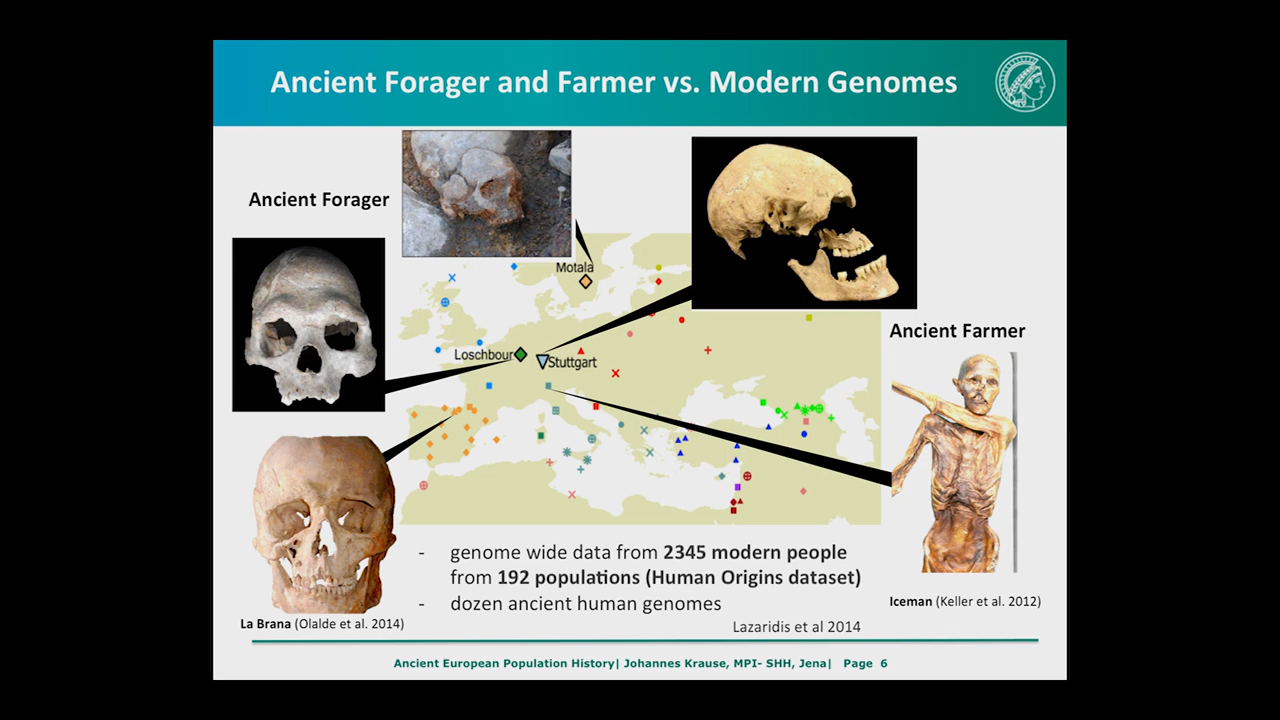 Ancient Forager and Farmer vs. Modern Genomes
Ancient Forager
Motala
Ancient Farmer
Loschbour
Stuttgart
- genome wide data from 2345 modern people
from 192 populations (Human Origins dataset)
- dozen ancient human genomes
Iceman (Keller et al. 2012)
La Brana (Olalde et al. 2014)
Lazaridis et al 2014
Ancient European Population History| Johannes Krause, MPI- SHH, Jena| Page 6